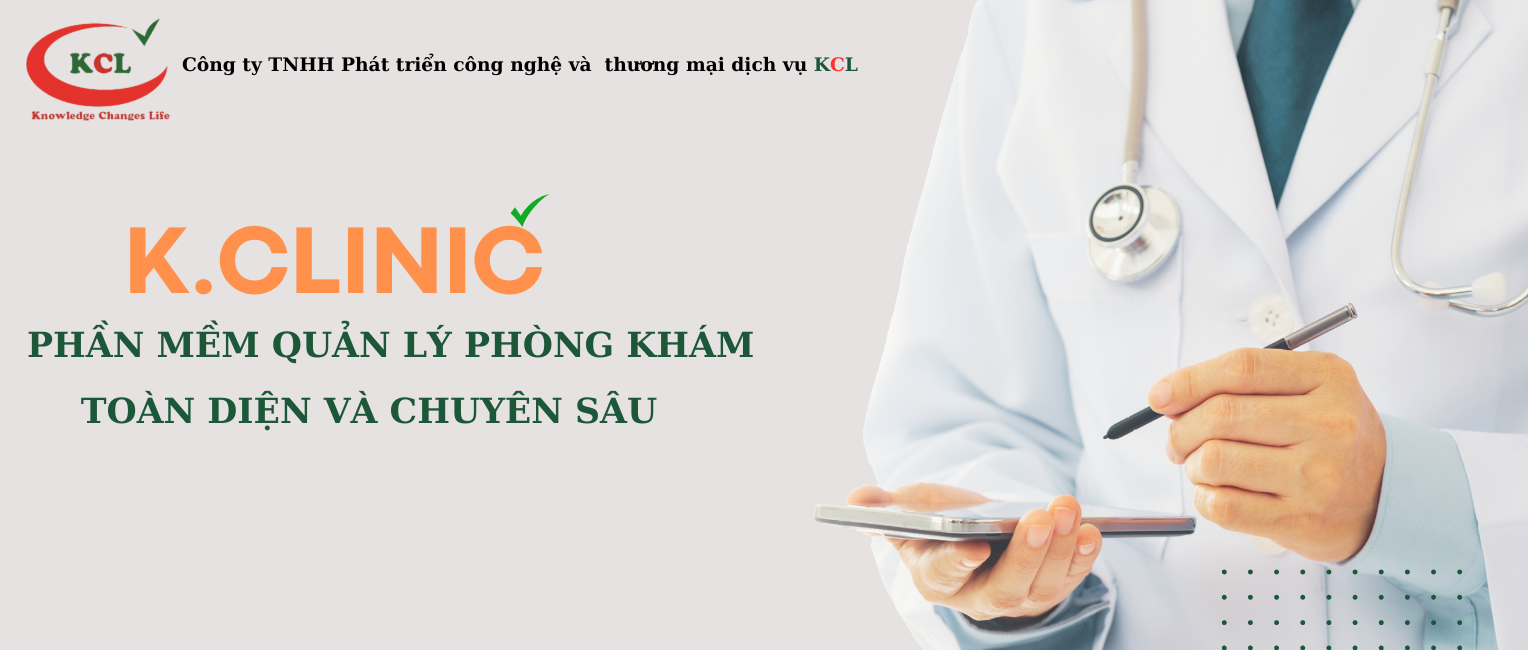 KCL
Knowledge Changes Life
Công ty TNHH Phát triển công nghệ và thương mại dịch vụ KCL
K.CLINIC
PHẦN MỀM QUẢN LÝ PHÒNG KHÁM
TOÀN DIỆN VÀ CHUYÊN SÂU